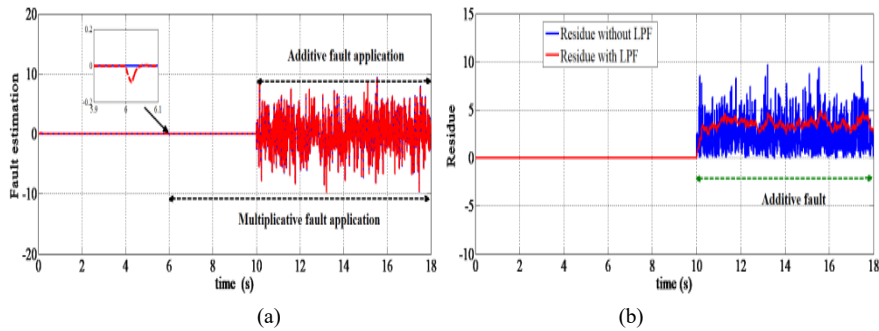 20
10
0
-10
-20
Fault estimation
0.2
0
-0.2
5.9
6
6.1
Additive fault application
Multiplicative fault application
0 2 4 6 8 10 12 14 16 18
time (s)
(a)
15
10
5
0
-5
-10
Residue
Residue without LPF
Residue with LPF
Additive fault
0 2 4 6 8 10 12 14 16 18
time (s)
(b)